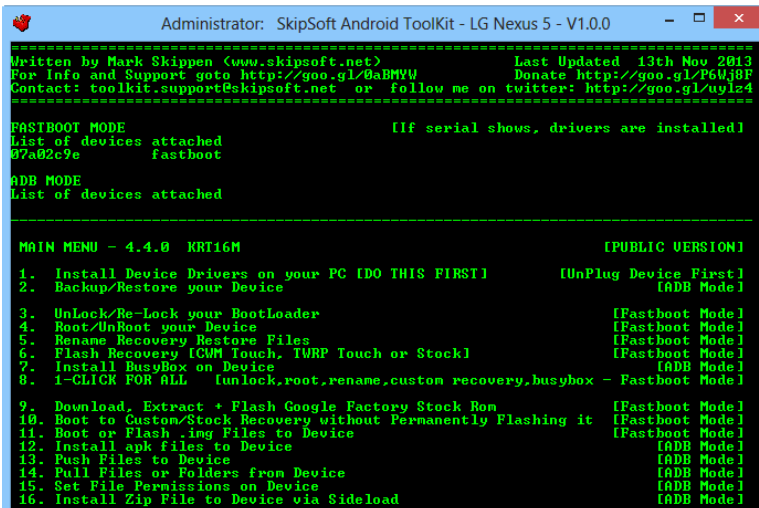 Administrator: SkipSoft Android ToolKit - LG Nexus 5 - V1.0.0
Written by Mark Skippen (www.skipsoft.net) Last Updated 13th Nov 2013
For Info and Support goto http://goo.gl/0aBMYW Donate http://goo.gl/P6Wj8F
Contact: toolkit.support@skipsoft.net or follow me on twitter: http://goo.gl/uylz4
FASTBOOT MODE [If serial shows, drivers are installed]
List of devices attached
07a02c9e fastboot
ADB MODE
List of devices attached
MAIN MENU - 4.4.0 KRT16M [PUBLIC VERSION]
1. Install Device Drivers on your PC [DO THIS FIRST] [UnPlug Device First]
2. Backup/Restore your Device [ADB Mode]
3. UnLock/Re-Lock your BootLoader [Fastboot Mode]
4. Root/UnRoot your Device [Fastboot Mode]
5. Rename Recovery Restore Files [Fastboot Mode]
6. Flash Recovery [CWM Touch, TWRP Touch or Stock] [Fastboot Mode]
7. Install BusyBox on Device [ADB Mode]
8. 1-CLICK FOR ALL [unlock,root,rename,custom recovery,busybox - Fastboot Mode]
9. Download, Extract + Flash Google Factory Stock Rom [Fastboot Mode]
10. Boot to Custom/Stock Recovery without Permanently Flashing it [Fastboot Mode]
11. Boot or Flash .img Files to Device [Fastboot Mode]
12. Install apk files to Device [ADB Mode]
13. Push Files to Device [ADB Mode]
14. Pull Files or Folders from Device [ADB Mode]
15. Set File Permissions on Device [ADB Mode]
16. Install Zip File to Device via Sideload [ADB Mode]